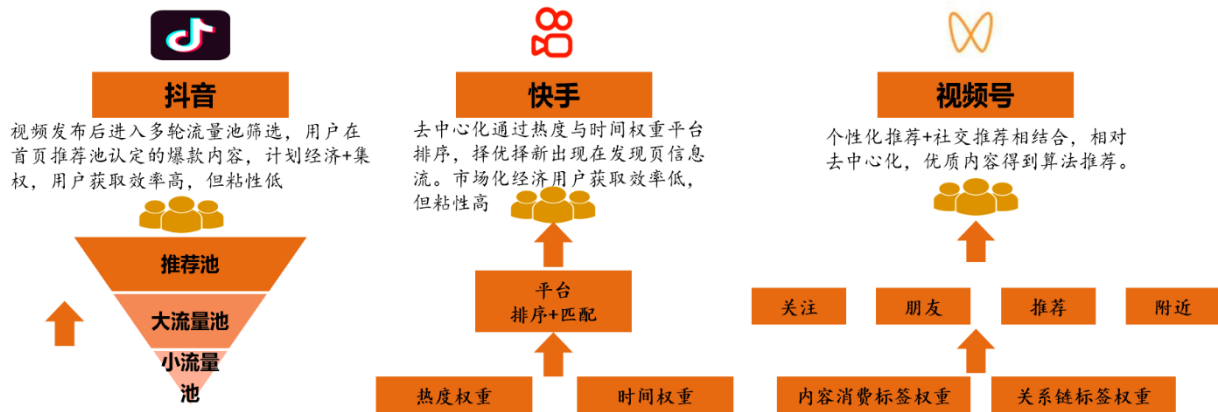 抖音
视频发布后进入多轮流量池筛选，用户在
首页推荐池认定的爆款内容，计划经济+集
权，用户获取效率高，但粘性低
推荐池
大流量池
小流量
池
快手
去中心化通过热度与时间权重平台
排序，择优择新出现在发现页信息
流。市场化经济用户获取效率低，
但粘性高
平台
排序+匹配
热度权重
时间权重
视频号
个性化推荐+社交推荐相结合，相对
去中心化，优质内容得到算法推荐。
关注
朋友
推荐
附近
内容消费标签权重
关系链标签权重